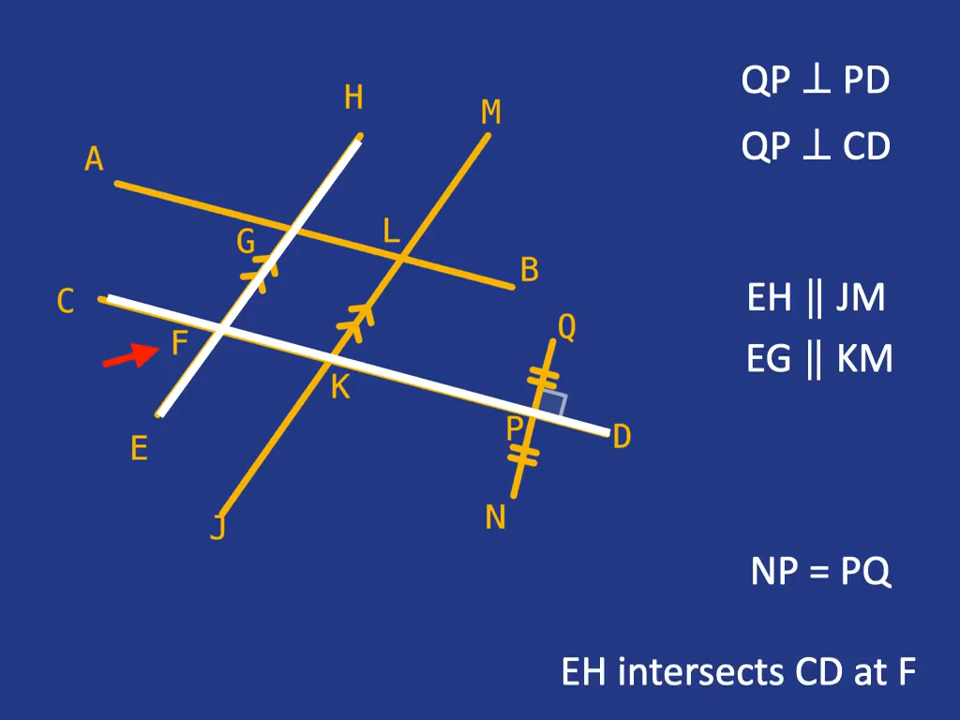 H
M
QP ⊥ PD
A
QP ⊥ CD
G
L
B
C
EH ∥ JM
F
Q
EG ∥ KM
K
E
P
D
J
N
NP = PQ
EH intersects CD at F